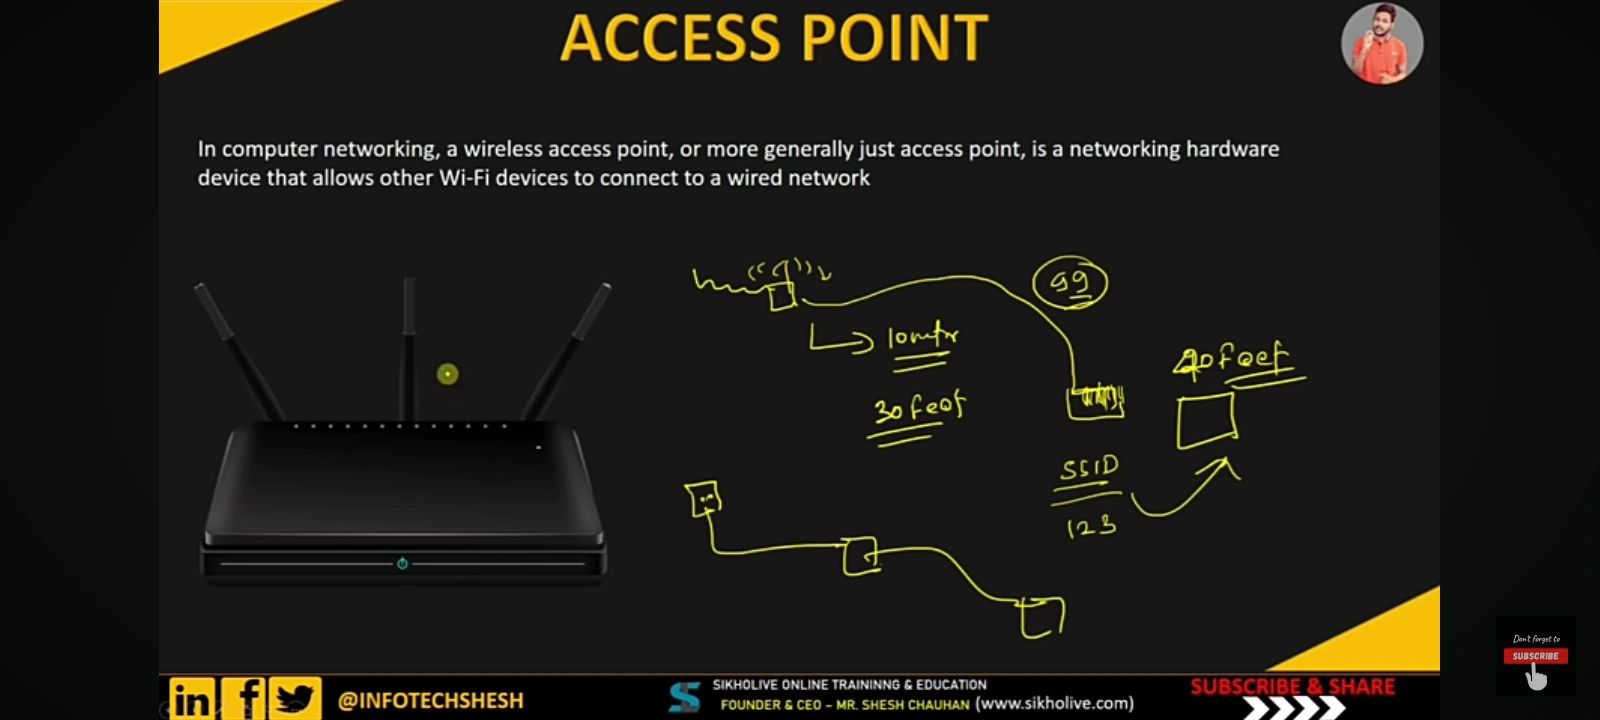 ACCESS POINT
In computer networking, a wireless access point, or more generally just access point, is a networking hardware
device that allows other Wi-Fi devices to connect to a wired network
99
10 mtr
40 feet
30 feet
SSID
123
Don't forget to
SUBSCRIBE
in f @INFOTECHSHESH
S SIKHOLIVE ONLINE TRAININNG & EDUCATION
FOUNDER & CEO – MR. SHESH CHAUHAN (www.sikholive.com)
SUBSCRIBE & SHARE